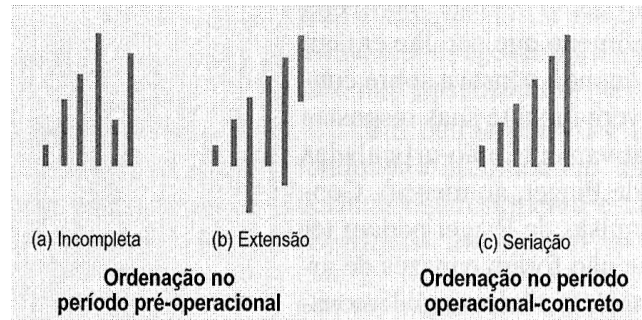 (a) Incompleta
(b) Extensão
(c) Seriação
Ordenação no
período pré-operacional
Ordenação no período
operacional-concreto